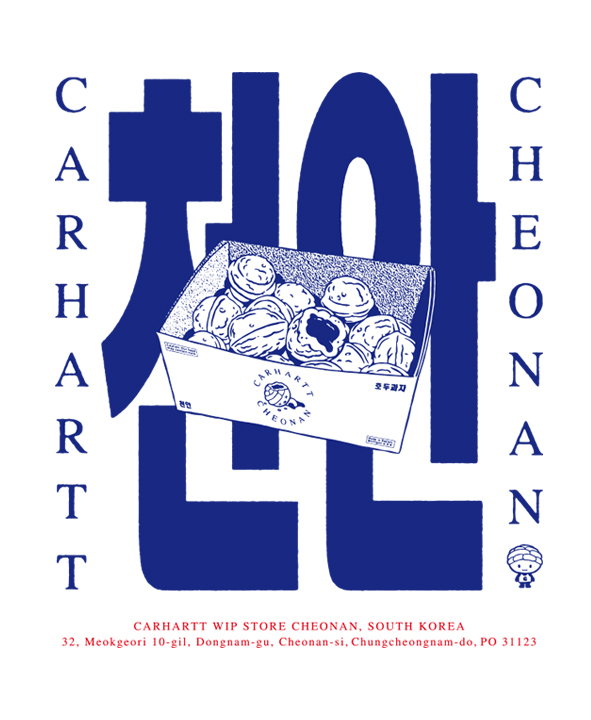 CARHARTT
천안
CHEONAN
CARHARTT
CHEONAN
호두과자
천안
CARHARTT WIP STORE CHEONAN, SOUTH KOREA
32, Meokgeori 10-gil, Dongnam-gu, Cheonan-si, Chungcheongnam-do, PO 31123